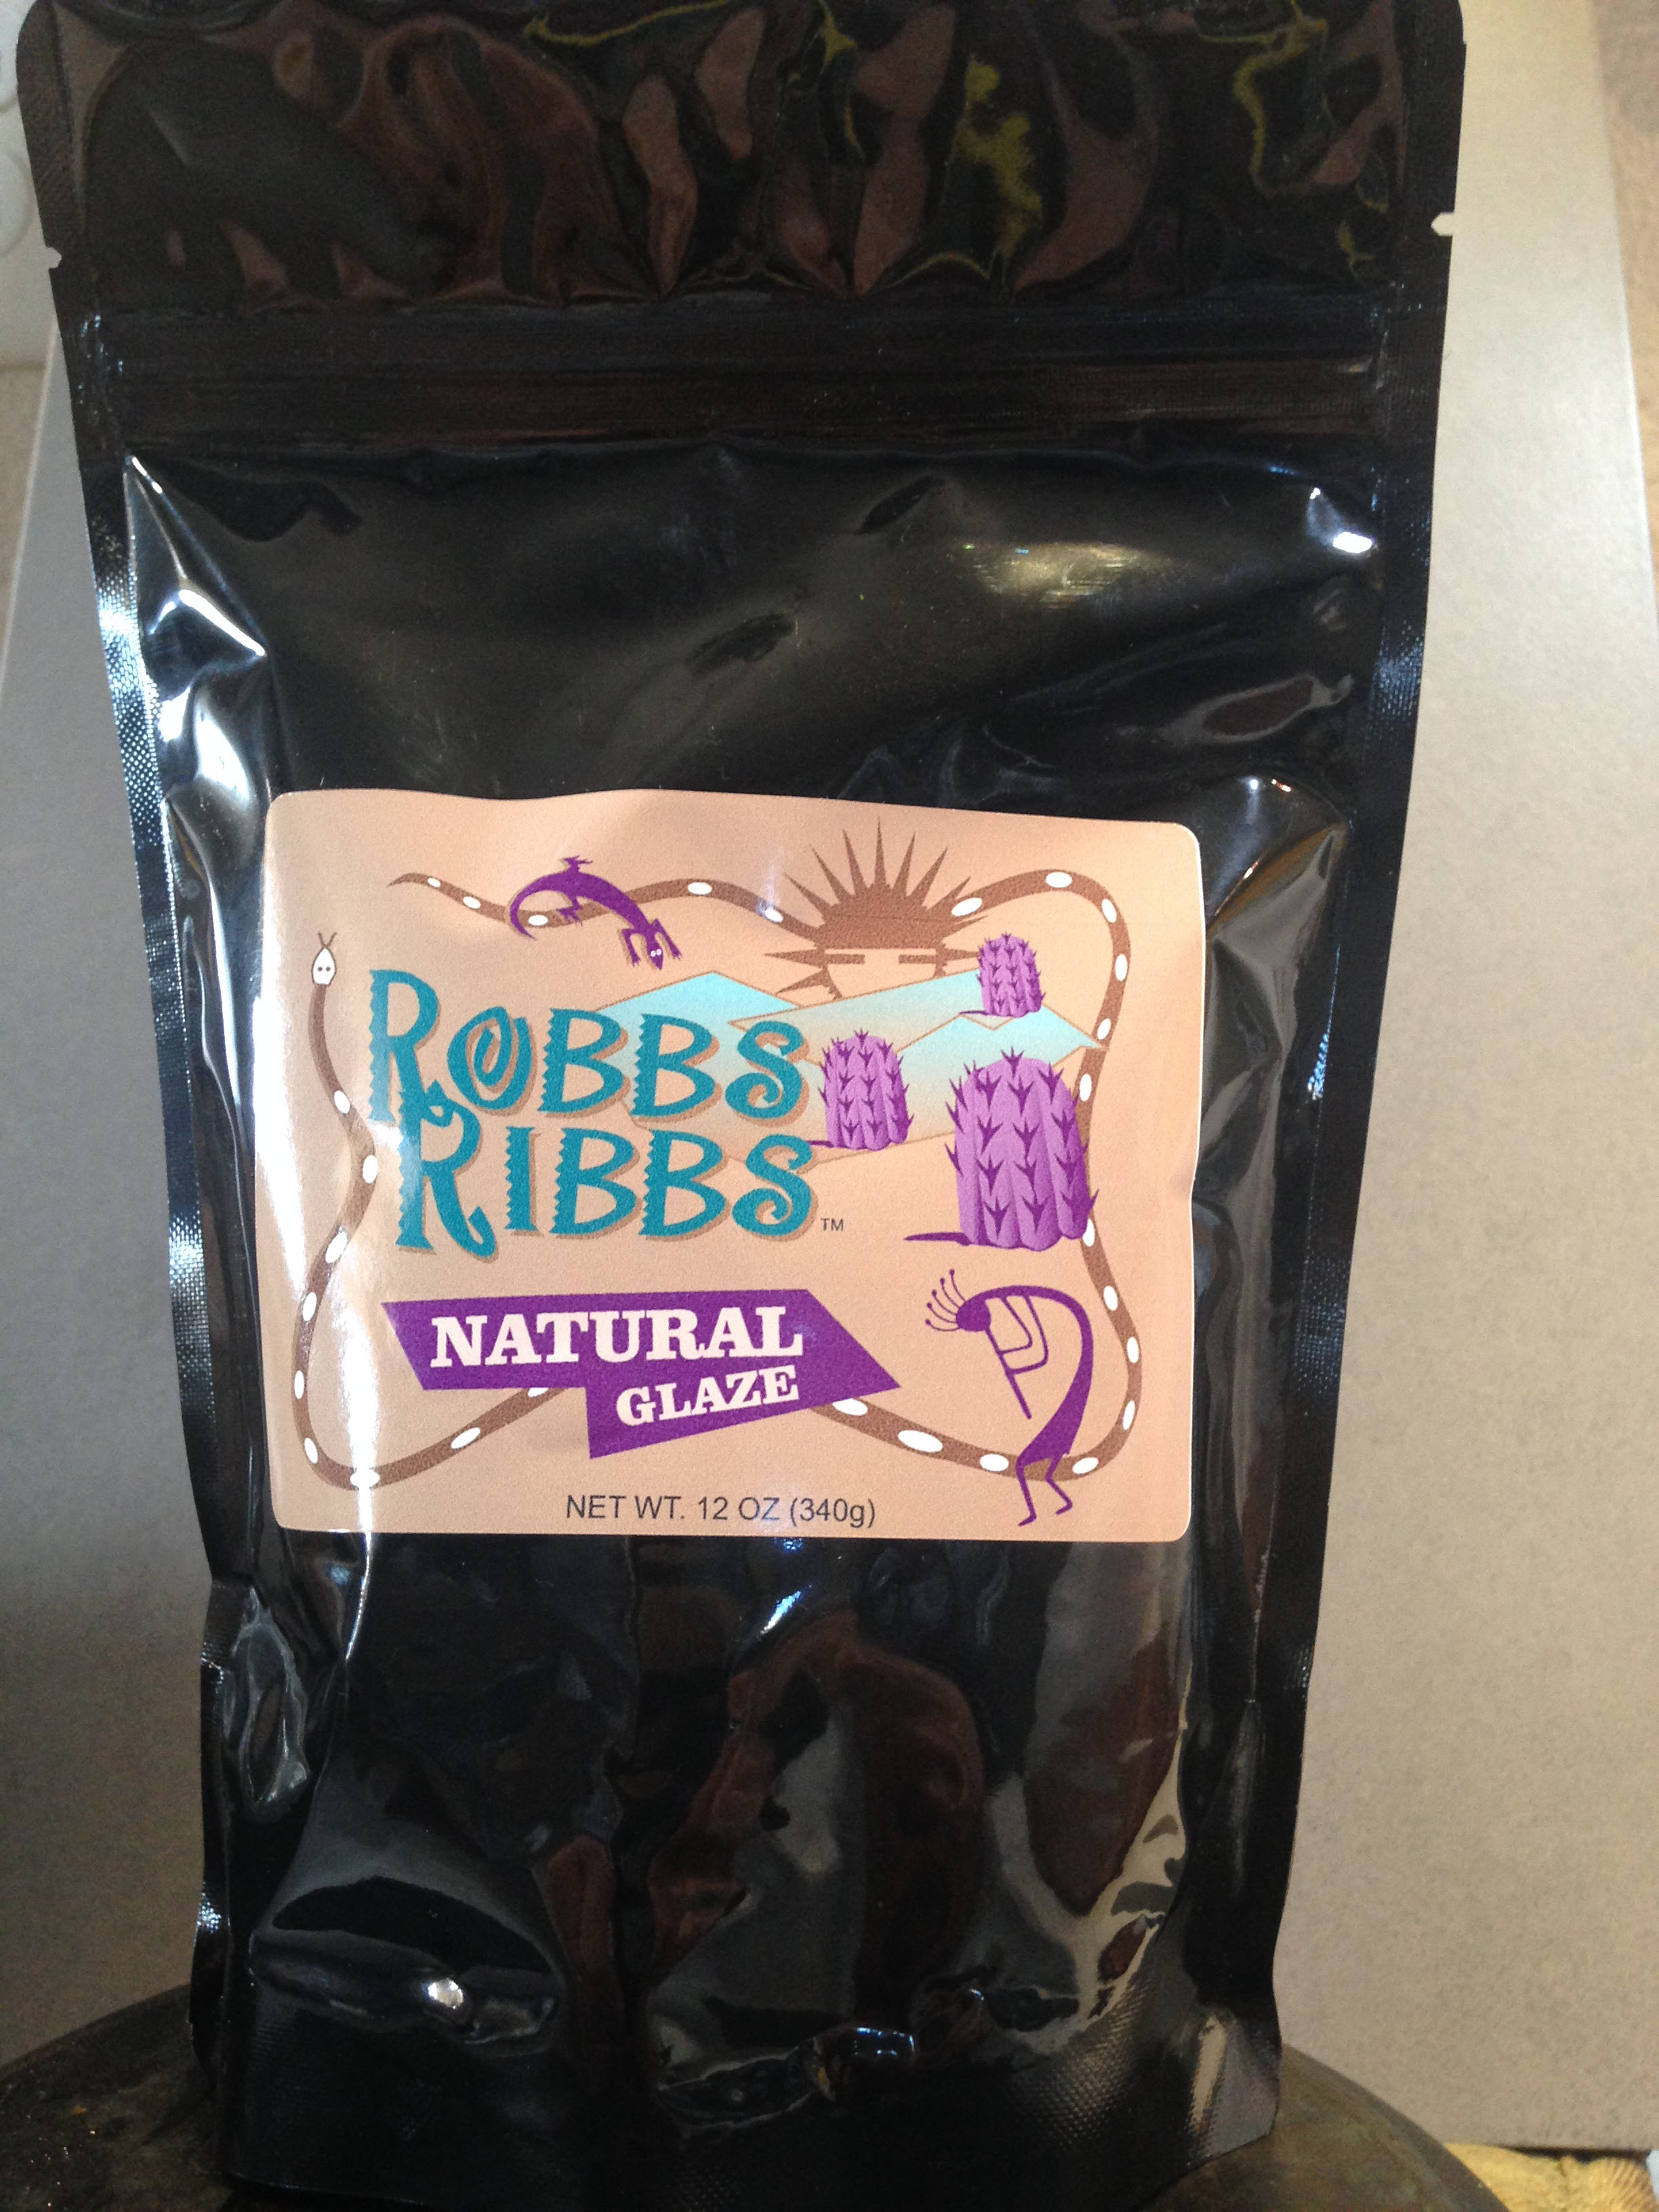 ROBBS
RIBBS
TM
NATURAL
GLAZE
NET WT. 12 OZ (340g)